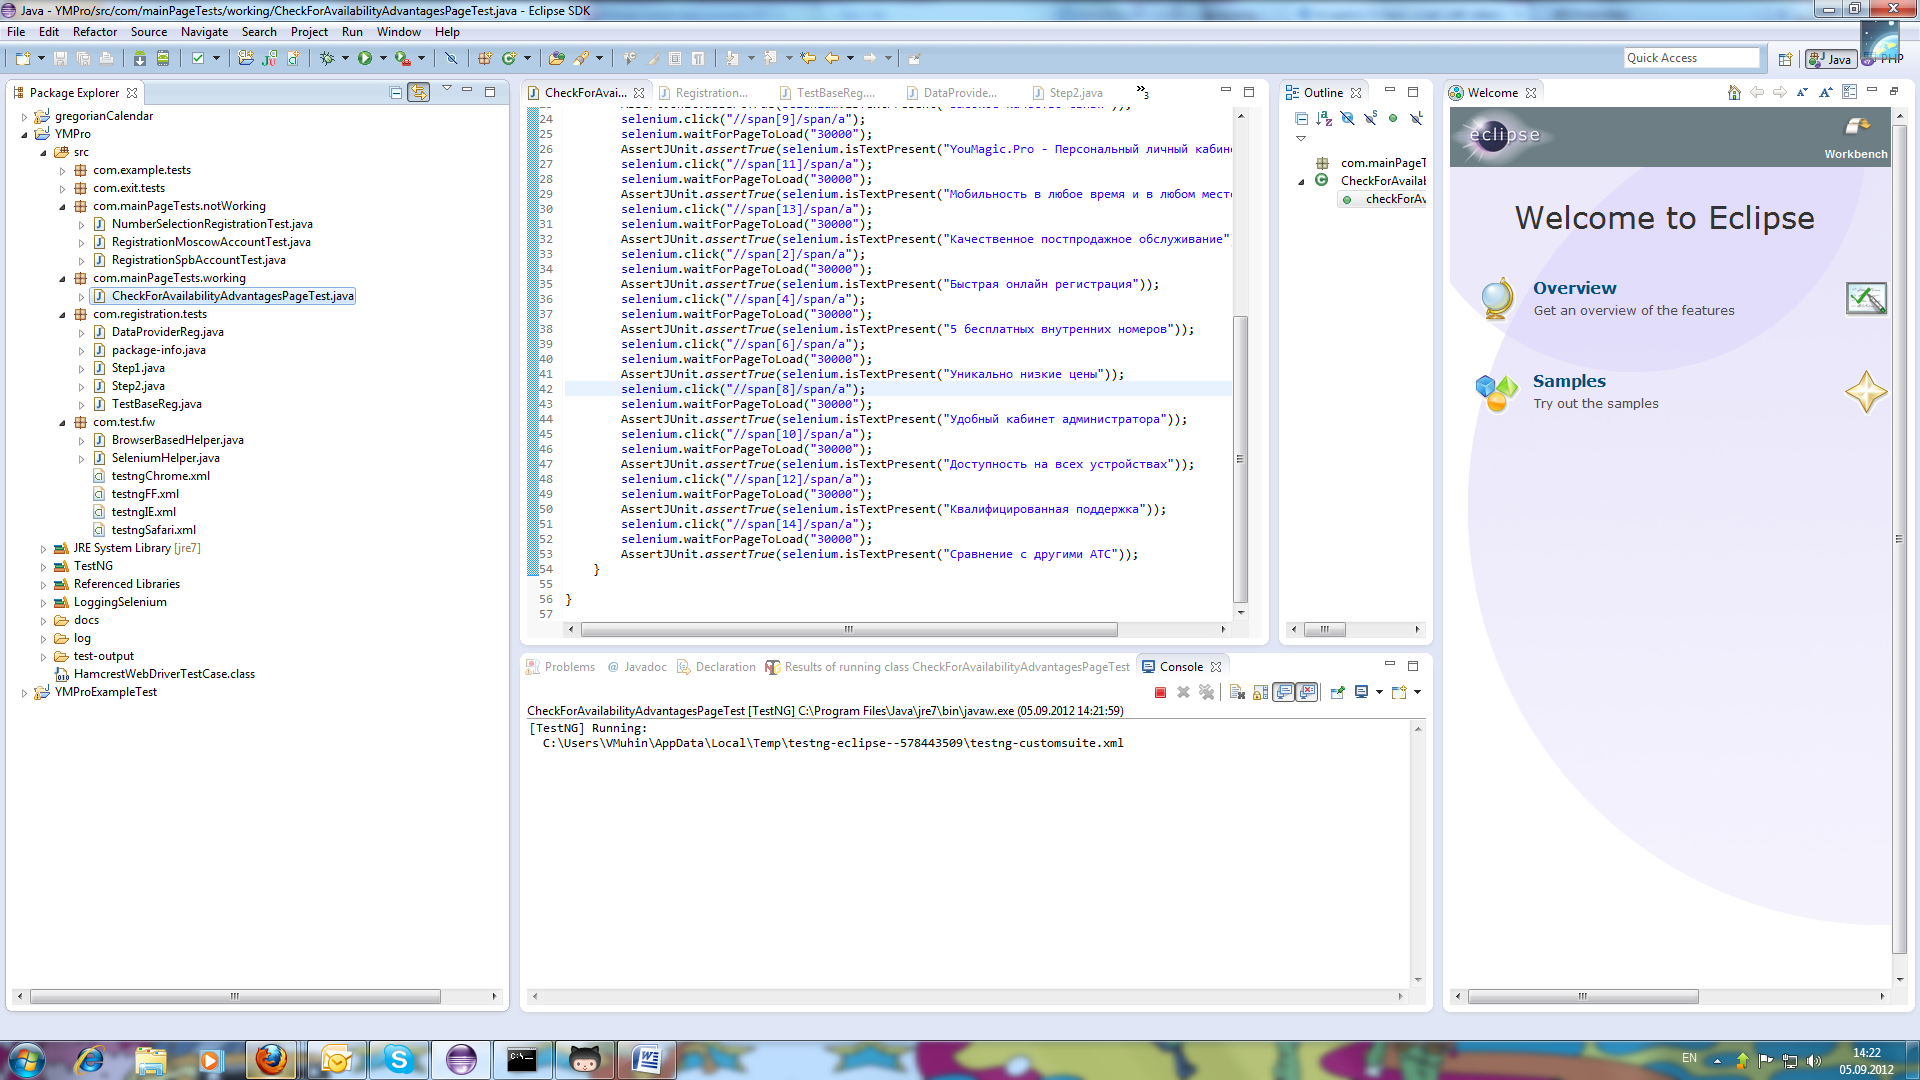 Java - YMPro/src/com/mainPageTests/working/CheckForAvailabilityAdvantagesPageTest.java - Eclipse SDK
File Edit Refactor Source Navigate Search Project Run Window Help
Quick Access
Java
PHP
Package Explorer
gregorianCalendar
YMPro
src
com.example.tests
com.exit.tests
com.mainPageTests.notWorking
NumberSelectionRegistrationTest.java
RegistrationMoscowAccountTest.java
RegistrationSpbAccountTest.java
com.mainPageTests.working
CheckForAvailabilityAdvantagesPageTest.java
com.registration.tests
DataProviderReg.java
package-info.java
Step1.java
Step2.java
TestBaseReg.java
com.test.fw
BrowserBasedHelper.java
SeleniumHelper.java
testngChrome.xml
testngFF.xml
testngIE.xml
testngSafari.xml
JRE System Library [jre7]
TestNG
Referenced Libraries
LoggingSelenium
docs
log
test-output
HamcrestWebDriverTestCase.class
YMProExampleTest
CheckForAvai... Registration... TestBaseReg.... DataProvide... Step2.java »3
24 selenium.click("//span[9]/span/a");
25 selenium.waitForPageToLoad("30000");
26 AssertJUnit.assertTrue(selenium.isTextPresent("YouMagic.Pro - Персональный личный кабине
27 selenium.click("//span[11]/span/a");
28 selenium.waitForPageToLoad("30000");
29 AssertJUnit.assertTrue(selenium.isTextPresent("Мобильность в любое время и в любом месте
30 selenium.click("//span[13]/span/a");
31 selenium.waitForPageToLoad("30000");
32 AssertJUnit.assertTrue(selenium.isTextPresent("Качественное постпродажное обслуживание"
33 selenium.click("//span[2]/span/a");
34 selenium.waitForPageToLoad("30000");
35 AssertJUnit.assertTrue(selenium.isTextPresent("Быстрая онлайн регистрация"));
36 selenium.click("//span[4]/span/a");
37 selenium.waitForPageToLoad("30000");
38 AssertJUnit.assertTrue(selenium.isTextPresent("5 бесплатных внутренних номеров"));
39 selenium.click("//span[6]/span/a");
40 selenium.waitForPageToLoad("30000");
41 AssertJUnit.assertTrue(selenium.isTextPresent("Уникально низкие цены"));
42 selenium.click("//span[8]/span/a");
43 selenium.waitForPageToLoad("30000");
44 AssertJUnit.assertTrue(selenium.isTextPresent("Удобный кабинет администратора"));
45 selenium.click("//span[10]/span/a");
46 selenium.waitForPageToLoad("30000");
47 AssertJUnit.assertTrue(selenium.isTextPresent("Доступность на всех устройствах"));
48 selenium.click("//span[12]/span/a");
49 selenium.waitForPageToLoad("30000");
50 AssertJUnit.assertTrue(selenium.isTextPresent("Квалифицированная поддержка"));
51 selenium.click("//span[14]/span/a");
52 selenium.waitForPageToLoad("30000");
53 AssertJUnit.assertTrue(selenium.isTextPresent("Сравнение с другими АТС"));
54 }
55
56 }
57
Outline
com.mainPageT
CheckForAvailab
checkForAv
Problems @ Javadoc Declaration Results of running class CheckForAvailabilityAdvantagesPageTest Console
CheckForAvailabilityAdvantagesPageTest [TestNG] C:\Program Files\Java\jre7\bin\javaw.exe (05.09.2012 14:21:59)
[TestNG] Running:
C:\Users\VMuhin\AppData\Local\Temp\testng-eclipse--578443509\testng-customsuite.xml
Welcome
eclipse
Workbench
Welcome to Eclipse
Overview
Get an overview of the features
Samples
Try out the samples
EN
14:22
05.09.2012